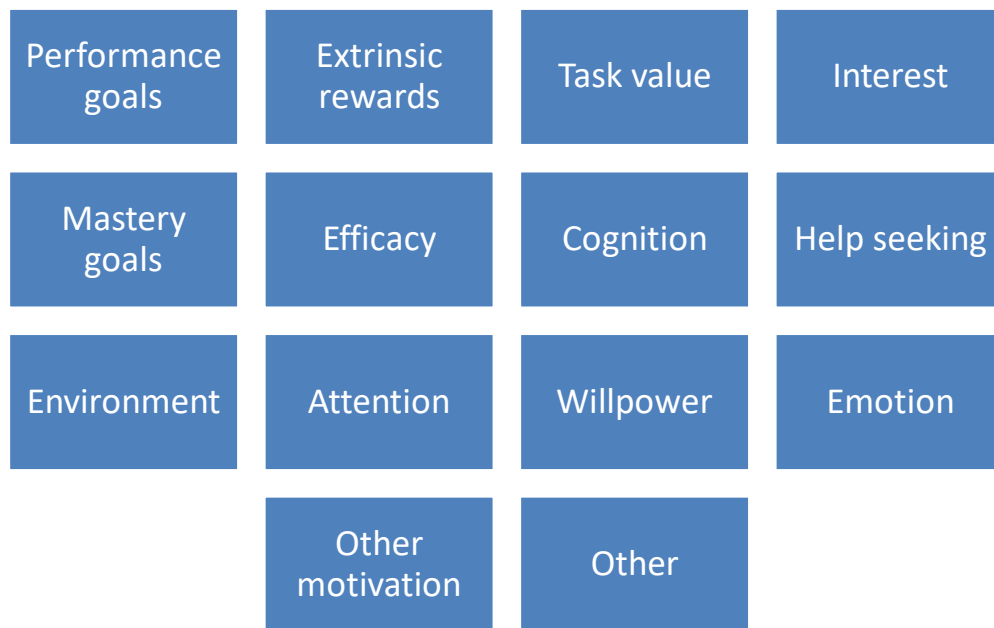 Performance
goals
Extrinsic
rewards
Task value
Interest
Mastery
goals
Efficacy
Cognition
Help seeking
Environment
Attention
Willpower
Emotion
Other
motivation
Other